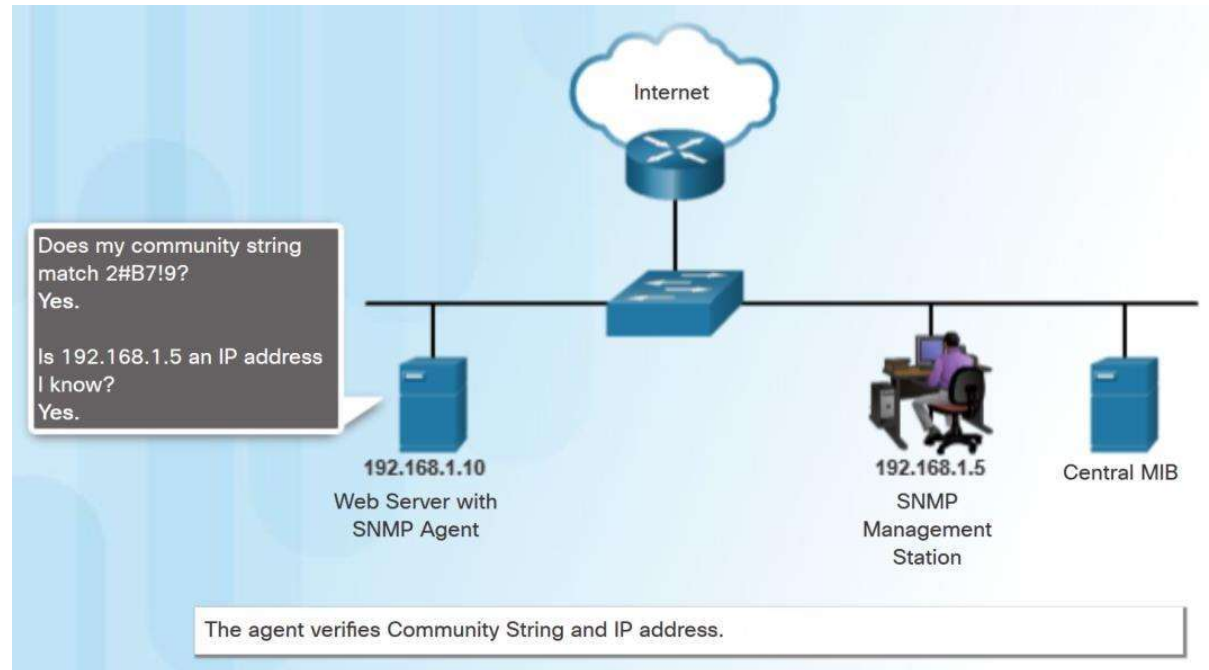 Internet
Does my community string
match 2#B7!9?
Yes.
Is 192.168.1.5 an IP address
I know?
Yes.
192.168.1.10
Web Server with
SNMP Agent
192.168.1.5
SNMP
Management
Station
Central MIB
The agent verifies Community String and IP address.